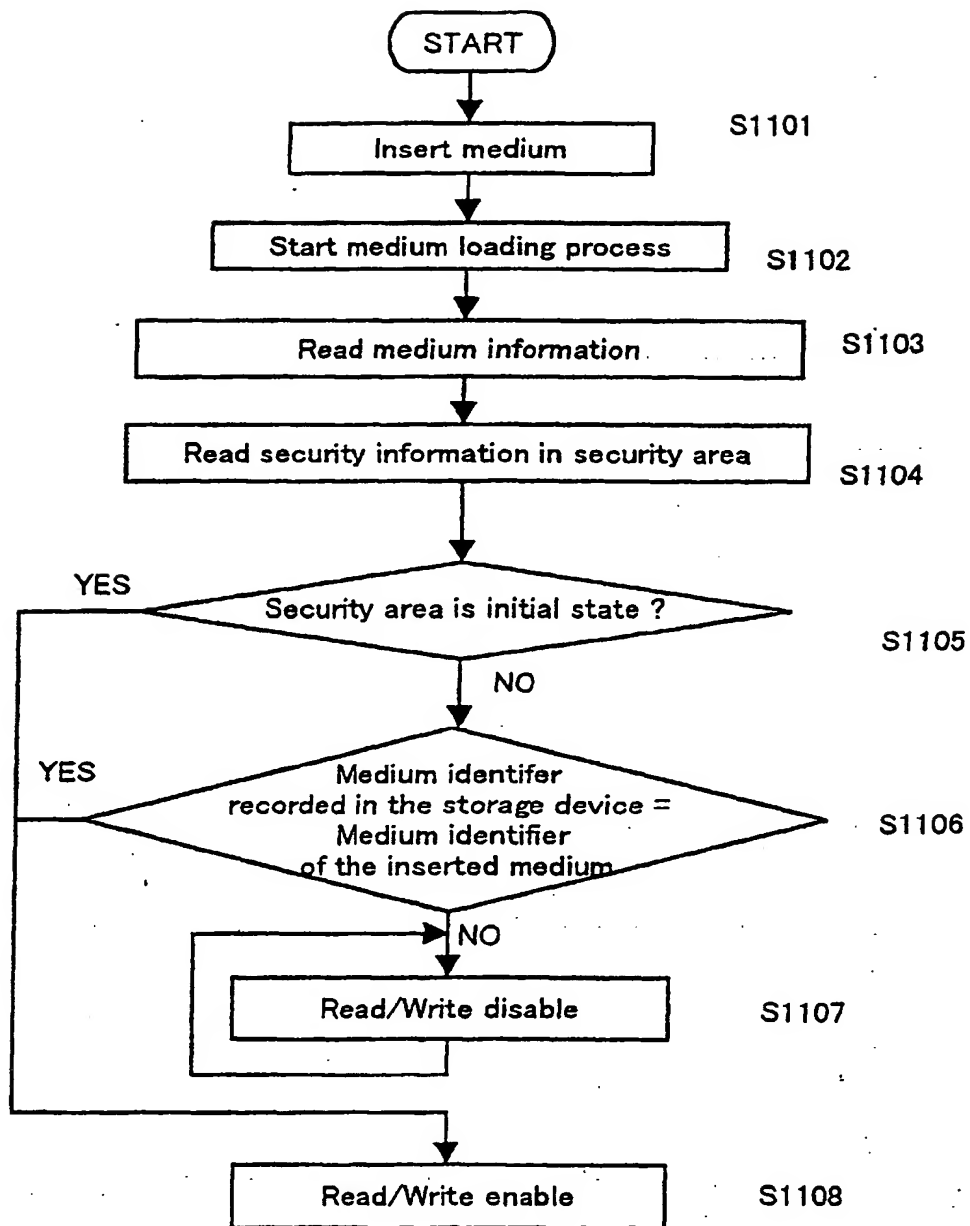 START
S1101
Insert medium
Start medium loading process
S1102
Read medium information
S1103
Read security information in security area
S1104
YES
Security area is initial state ?
S1105
NO
YES
Medium identifer
recorded in the storage device =
Medium identifier
of the inserted medium
S1106
NO
Read/Write disable
S1107
Read/Write enable
S1108